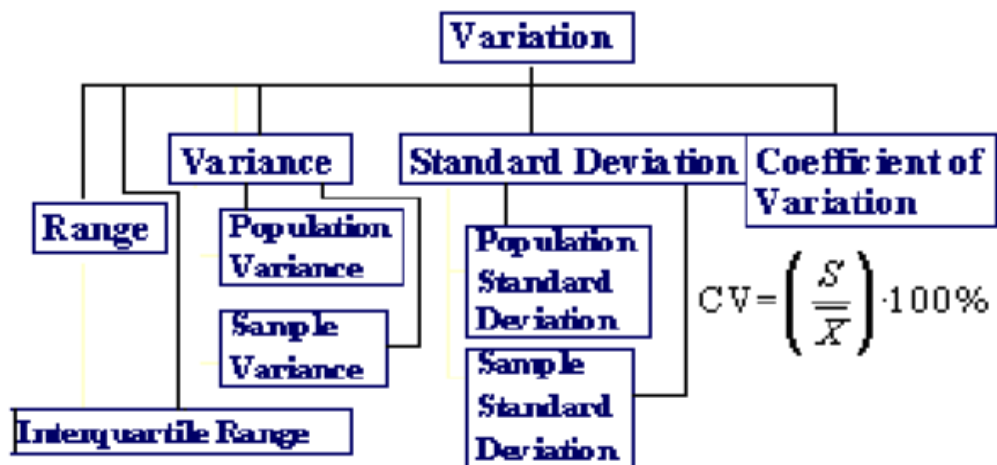 Variation
Variance
Standard Deviation
Coefficient of
Variation
Range
Population
Variance
Population
Standard
Deviation
CV = (S / X̅) · 100%
Sample
Variance
Sample
Standard
Deviation
Interquartile Range